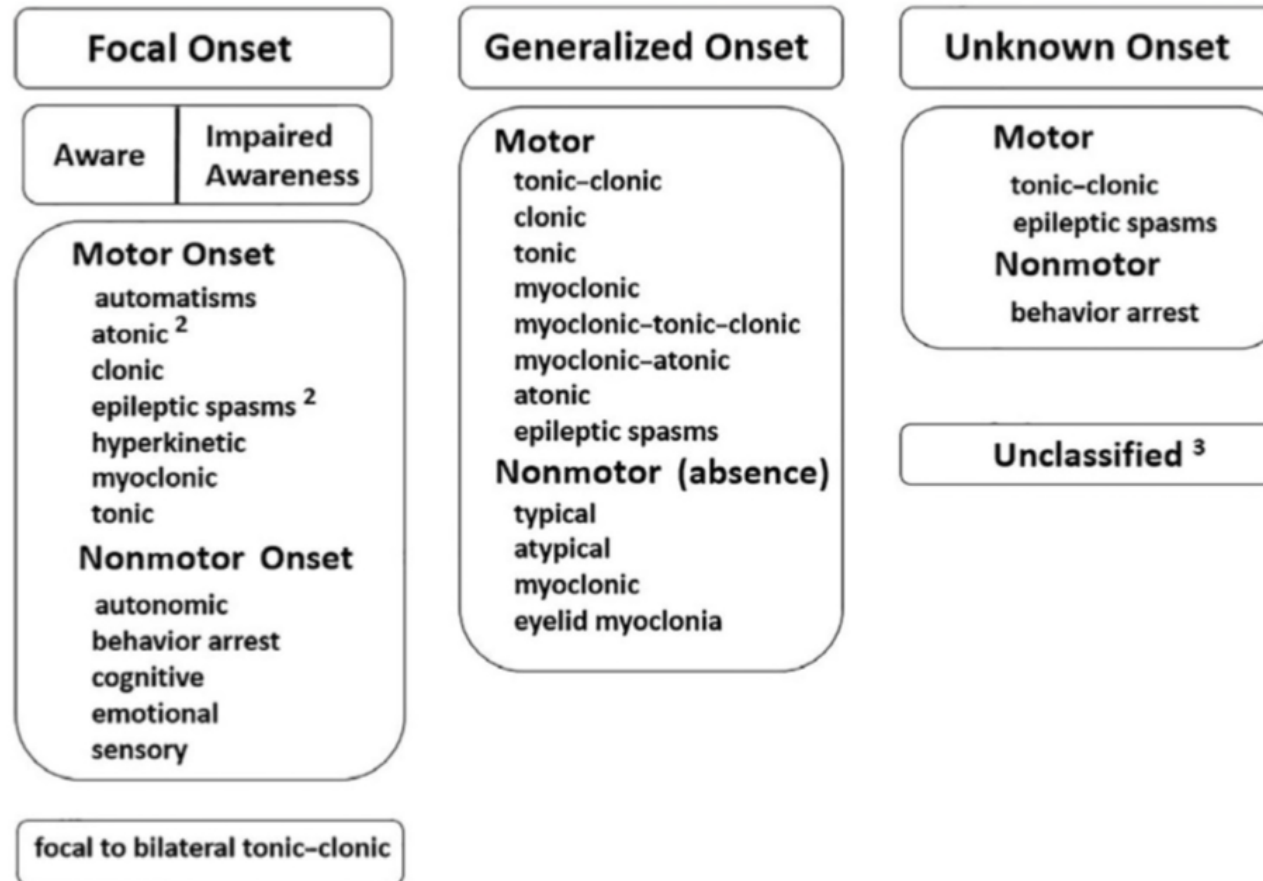 Focal Onset
Aware
Impaired
Awareness
Motor Onset
automatisms
atonic ²
clonic
epileptic spasms ²
hyperkinetic
myoclonic
tonic
Nonmotor Onset
autonomic
behavior arrest
cognitive
emotional
sensory
focal to bilateral tonic–clonic
Generalized Onset
Motor
tonic–clonic
clonic
tonic
myoclonic
myoclonic–tonic–clonic
myoclonic–atonic
atonic
epileptic spasms
Nonmotor (absence)
typical
atypical
myoclonic
eyelid myoclonia
Unknown Onset
Motor
tonic–clonic
epileptic spasms
Nonmotor
behavior arrest
Unclassified ³